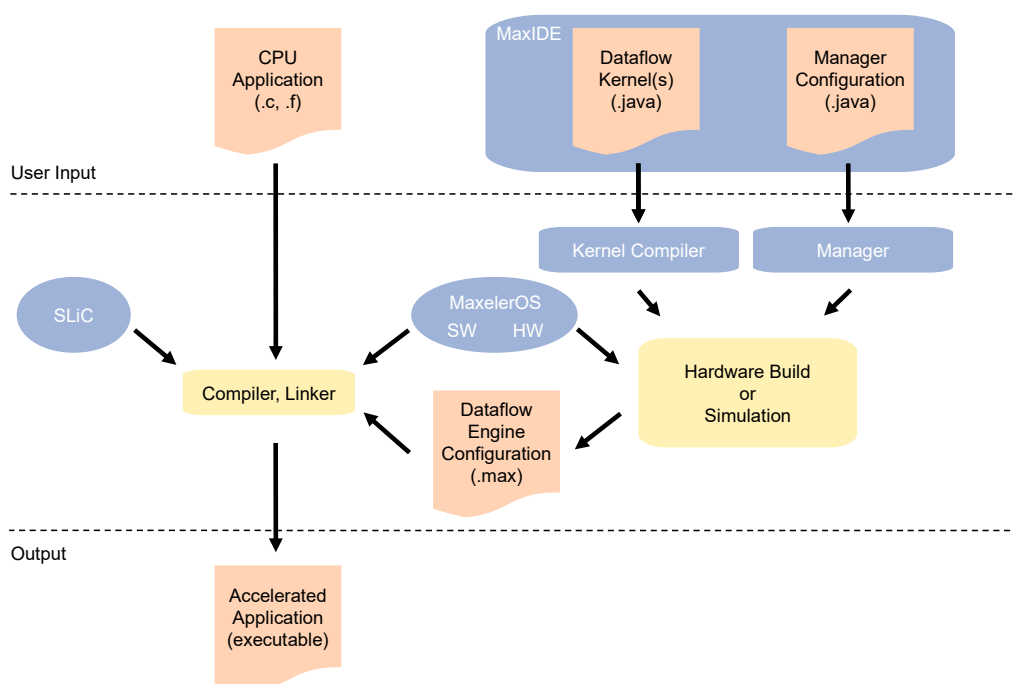 MaxIDE
CPU
Application
(.c, .f)
Dataflow
Kernel(s)
(.java)
Manager
Configuration
(.java)
User Input
Kernel Compiler
Manager
SLiC
MaxelerOS
SW HW
Compiler, Linker
Hardware Build
or
Simulation
Dataflow
Engine
Configuration
(.max)
Output
Accelerated
Application
(executable)